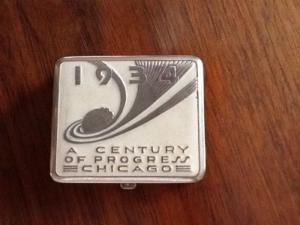 1934
A CENTURY
OF PROGRESS
CHICAGO